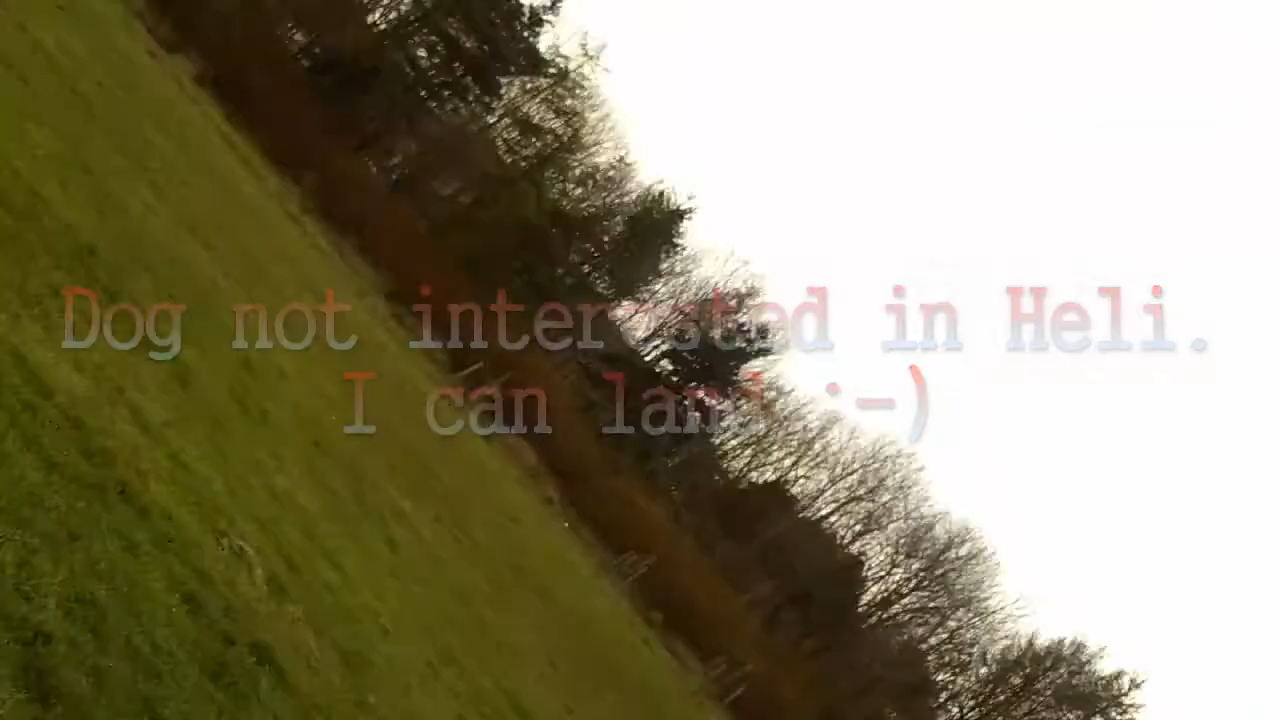 Dog not interested in Heli.
I can land :-)